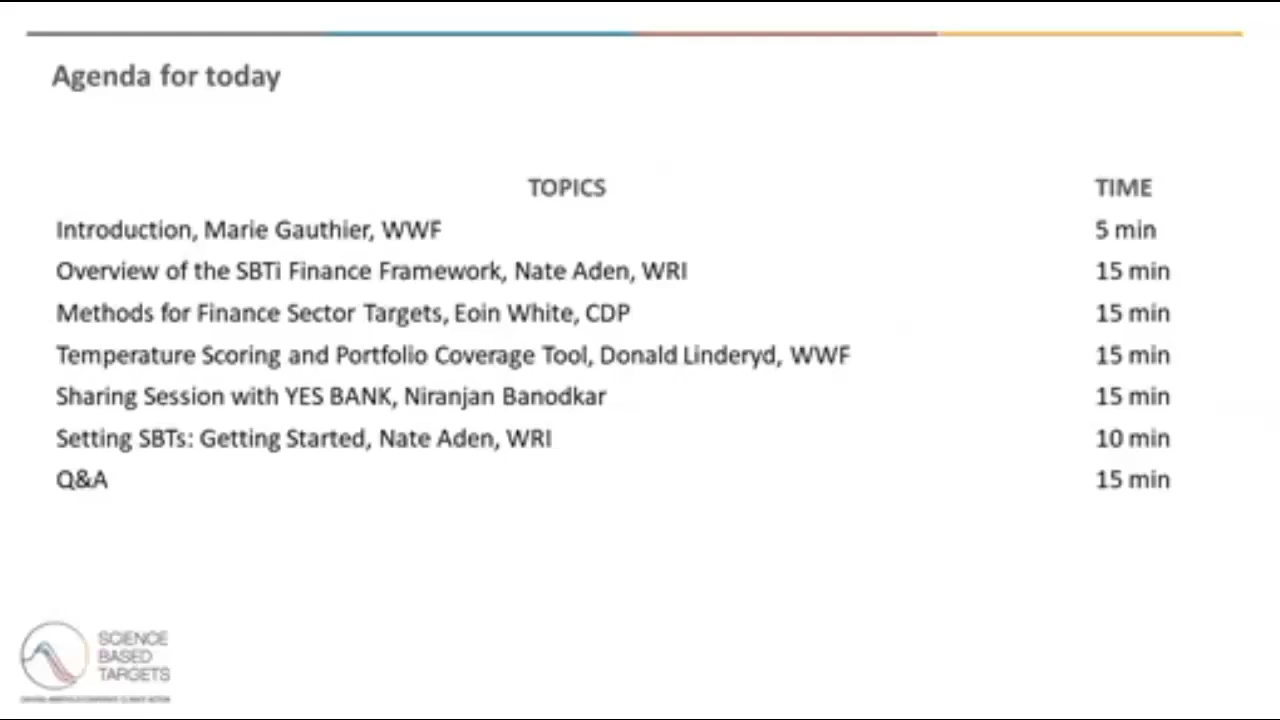 Agenda for today
TOPICS TIME
Introduction, Marie Gauthier, WWF 5 min
Overview of the SBTi Finance Framework, Nate Aden, WRI 15 min
Methods for Finance Sector Targets, Eoin White, CDP 15 min
Temperature Scoring and Portfolio Coverage Tool, Donald Linderyd, WWF 15 min
Sharing Session with YES BANK, Niranjan Banodkar 15 min
Setting SBTs: Getting Started, Nate Aden, WRI 10 min
Q&A 15 min
SCIENCE
BASED
TARGETS